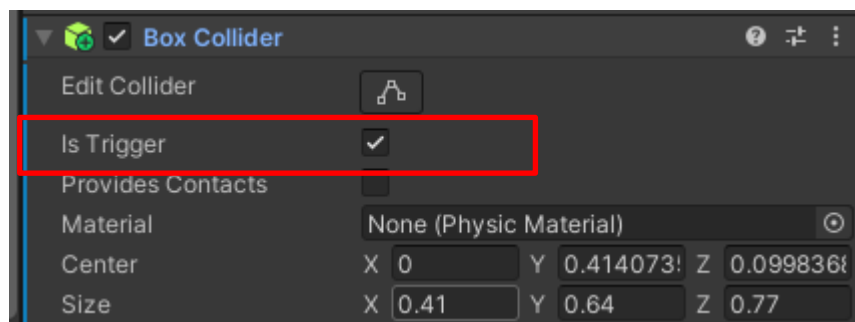 Box Collider
Edit Collider
Is Trigger
Provides Contacts
Material None (Physic Material)
Center X 0 Y 0.414073 Z 0.099836
Size X 0.41 Y 0.64 Z 0.77